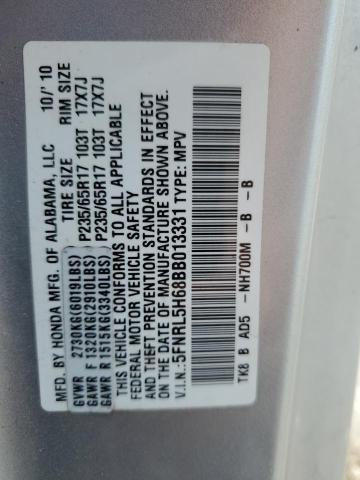 MFD. BY HONDA MFG. OF ALABAMA, LLC 10/'10
TIRE SIZE RIM SIZE
GVWR 2730KG(6019LBS)
GAWR F 1320KG(2910LBS) P235/65R17 103T 17X7J
GAWR R 1515KG(3340LBS) P235/65R17 103T 17X7J
THIS VEHICLE CONFORMS TO ALL APPLICABLE
FEDERAL MOTOR VEHICLE SAFETY
AND THEFT PREVENTION STANDARDS IN EFFECT
ON THE DATE OF MANUFACTURE SHOWN ABOVE.
V.I.N.: 5FNRL5H68BB013331 TYPE: MPV
TK8 B AD5 -NH700M - B - B